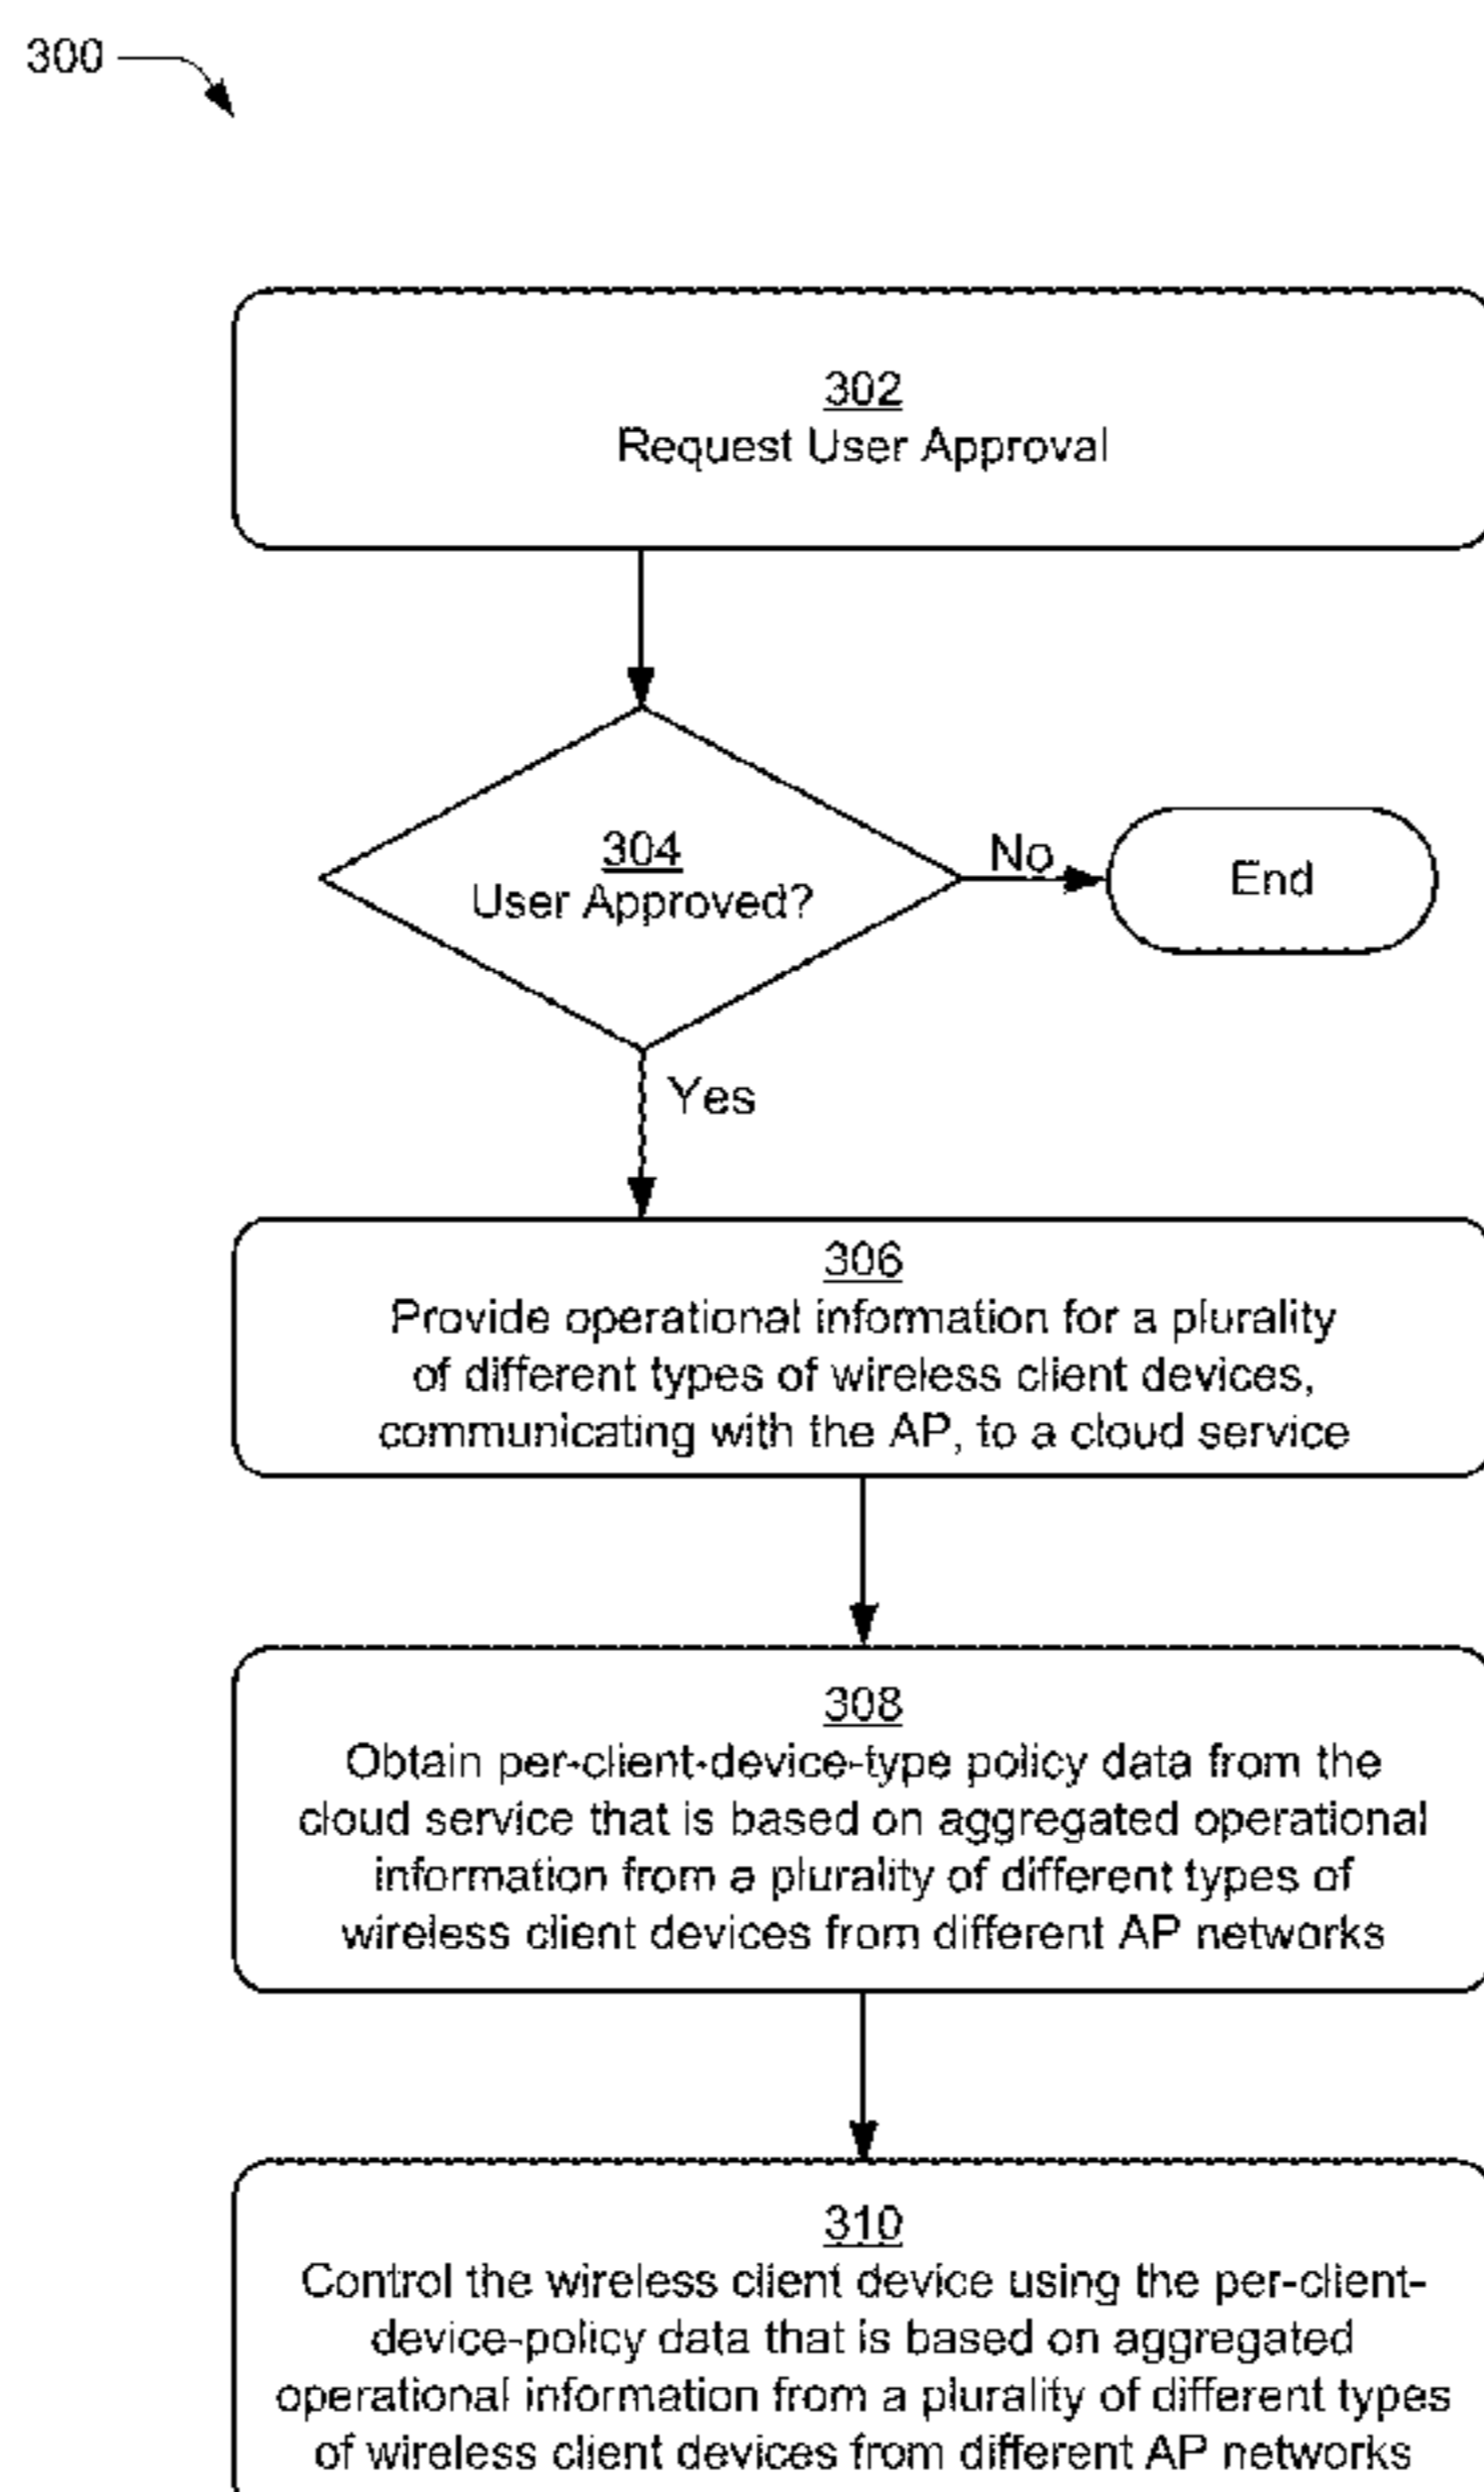 300
302
Request User Approval
304
User Approved?
No
End
Yes
306
Provide operational information for a plurality
of different types of wireless client devices,
communicating with the AP, to a cloud service
308
Obtain per-client-device-type policy data from the
cloud service that is based on aggregated operational
information from a plurality of different types of
wireless client devices from different AP networks
310
Control the wireless client device using the per-client-
device-policy data that is based on aggregated
operational information from a plurality of different types
of wireless client devices from different AP networks